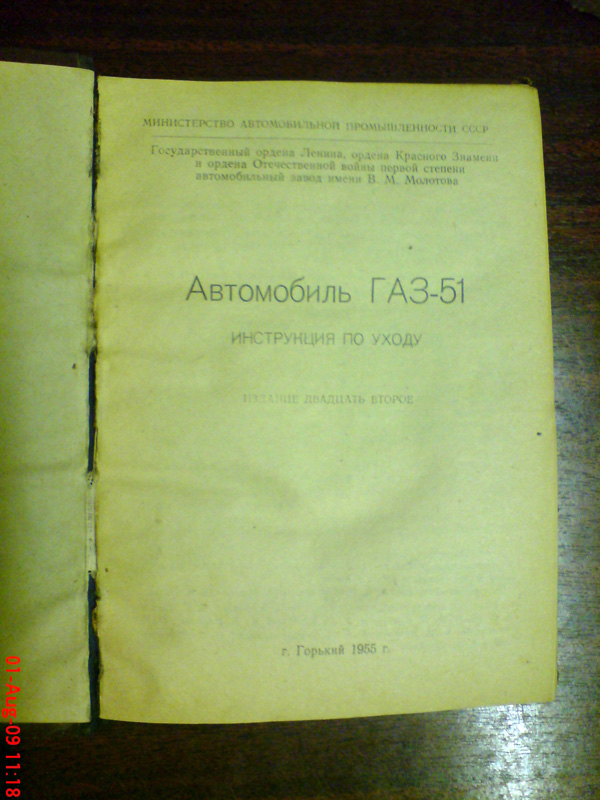 МИНИСТЕРСТВО АВТОМОБИЛЬНОЙ ПРОМЫШЛЕННОСТИ СССР
Государственный ордена Ленина, ордена Красного Знамени
и ордена Отечественной войны первой степени
автомобильный завод имени В. М. Молотова
Автомобиль ГАЗ-51
ИНСТРУКЦИЯ ПО УХОДУ
ИЗДАНИЕ ДВАДЦАТЬ ВТОРОЕ
г. Горький 1955 г.
01-Aug-09 11:18